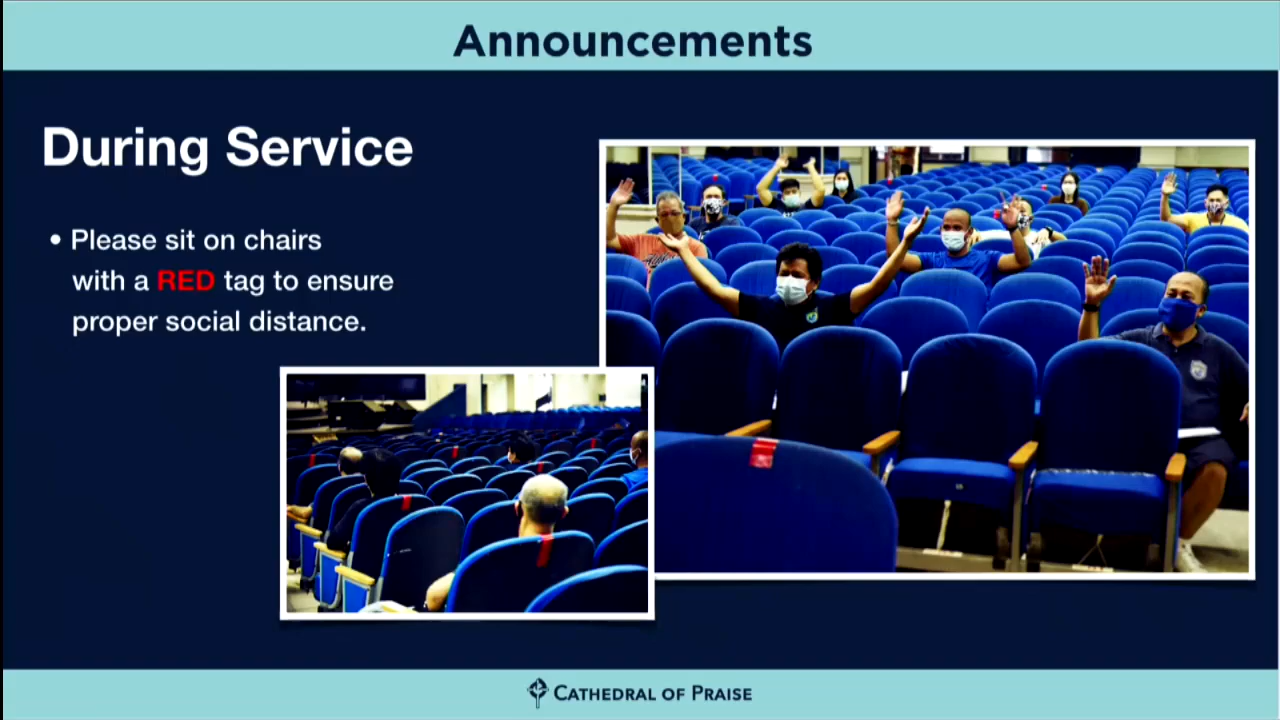 Announcements
During Service
• Please sit on chairs
with a RED tag to ensure
proper social distance.
CATHEDRAL OF PRAISE